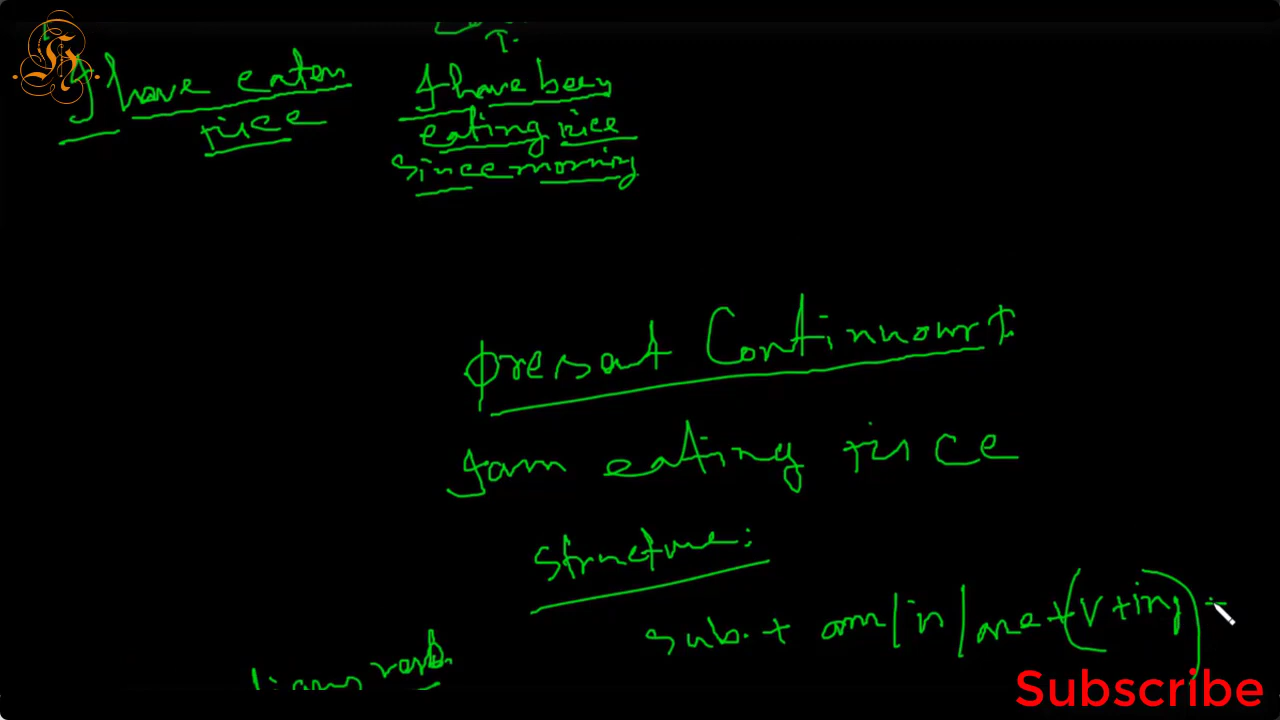 I have eaten
rice
T.
I have been
eating rice
since morning
Present Continuous T.
I am eating rice
Structure:
Sub. + am/is/are + (V + ing) +
verb.
Subscribe